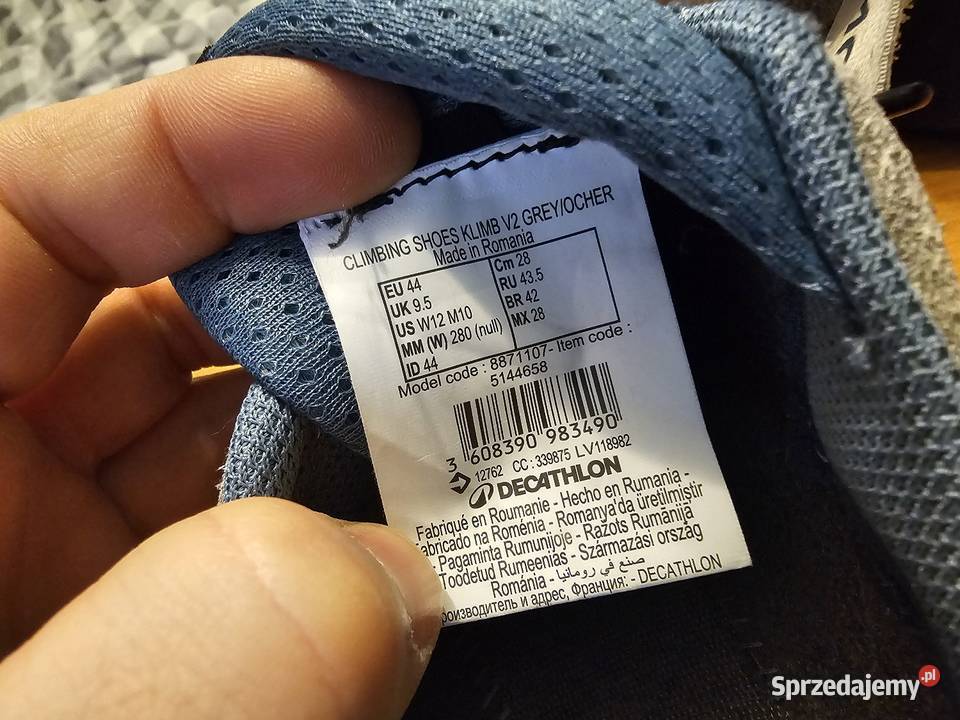 CLIMBING SHOES KLIMB V2 GREY/OCHER
Made in Romania
EU 44
UK 9.5
US W12 M10
MM (W) 280 (null)
ID 44
Cm 28
RU 43.5
BR 42
MX 28
Model code : 8871107- Item code :
5144658
3 608390 983490
12762 CC : 339875 LV118982
DECATHLON
Fabriqué en Roumanie - Hecho en Rumania -
abricado na Roménia - Romanya'da üretilmiştir
- Pagaminta Rumunijoje - Ražots Rumānijā
Toodetud Rumeenias - Származási ország
România - صنع في رومانيا
роизводитель и адрес, Франция: - DECATHLON
Sprzedajemy.pl